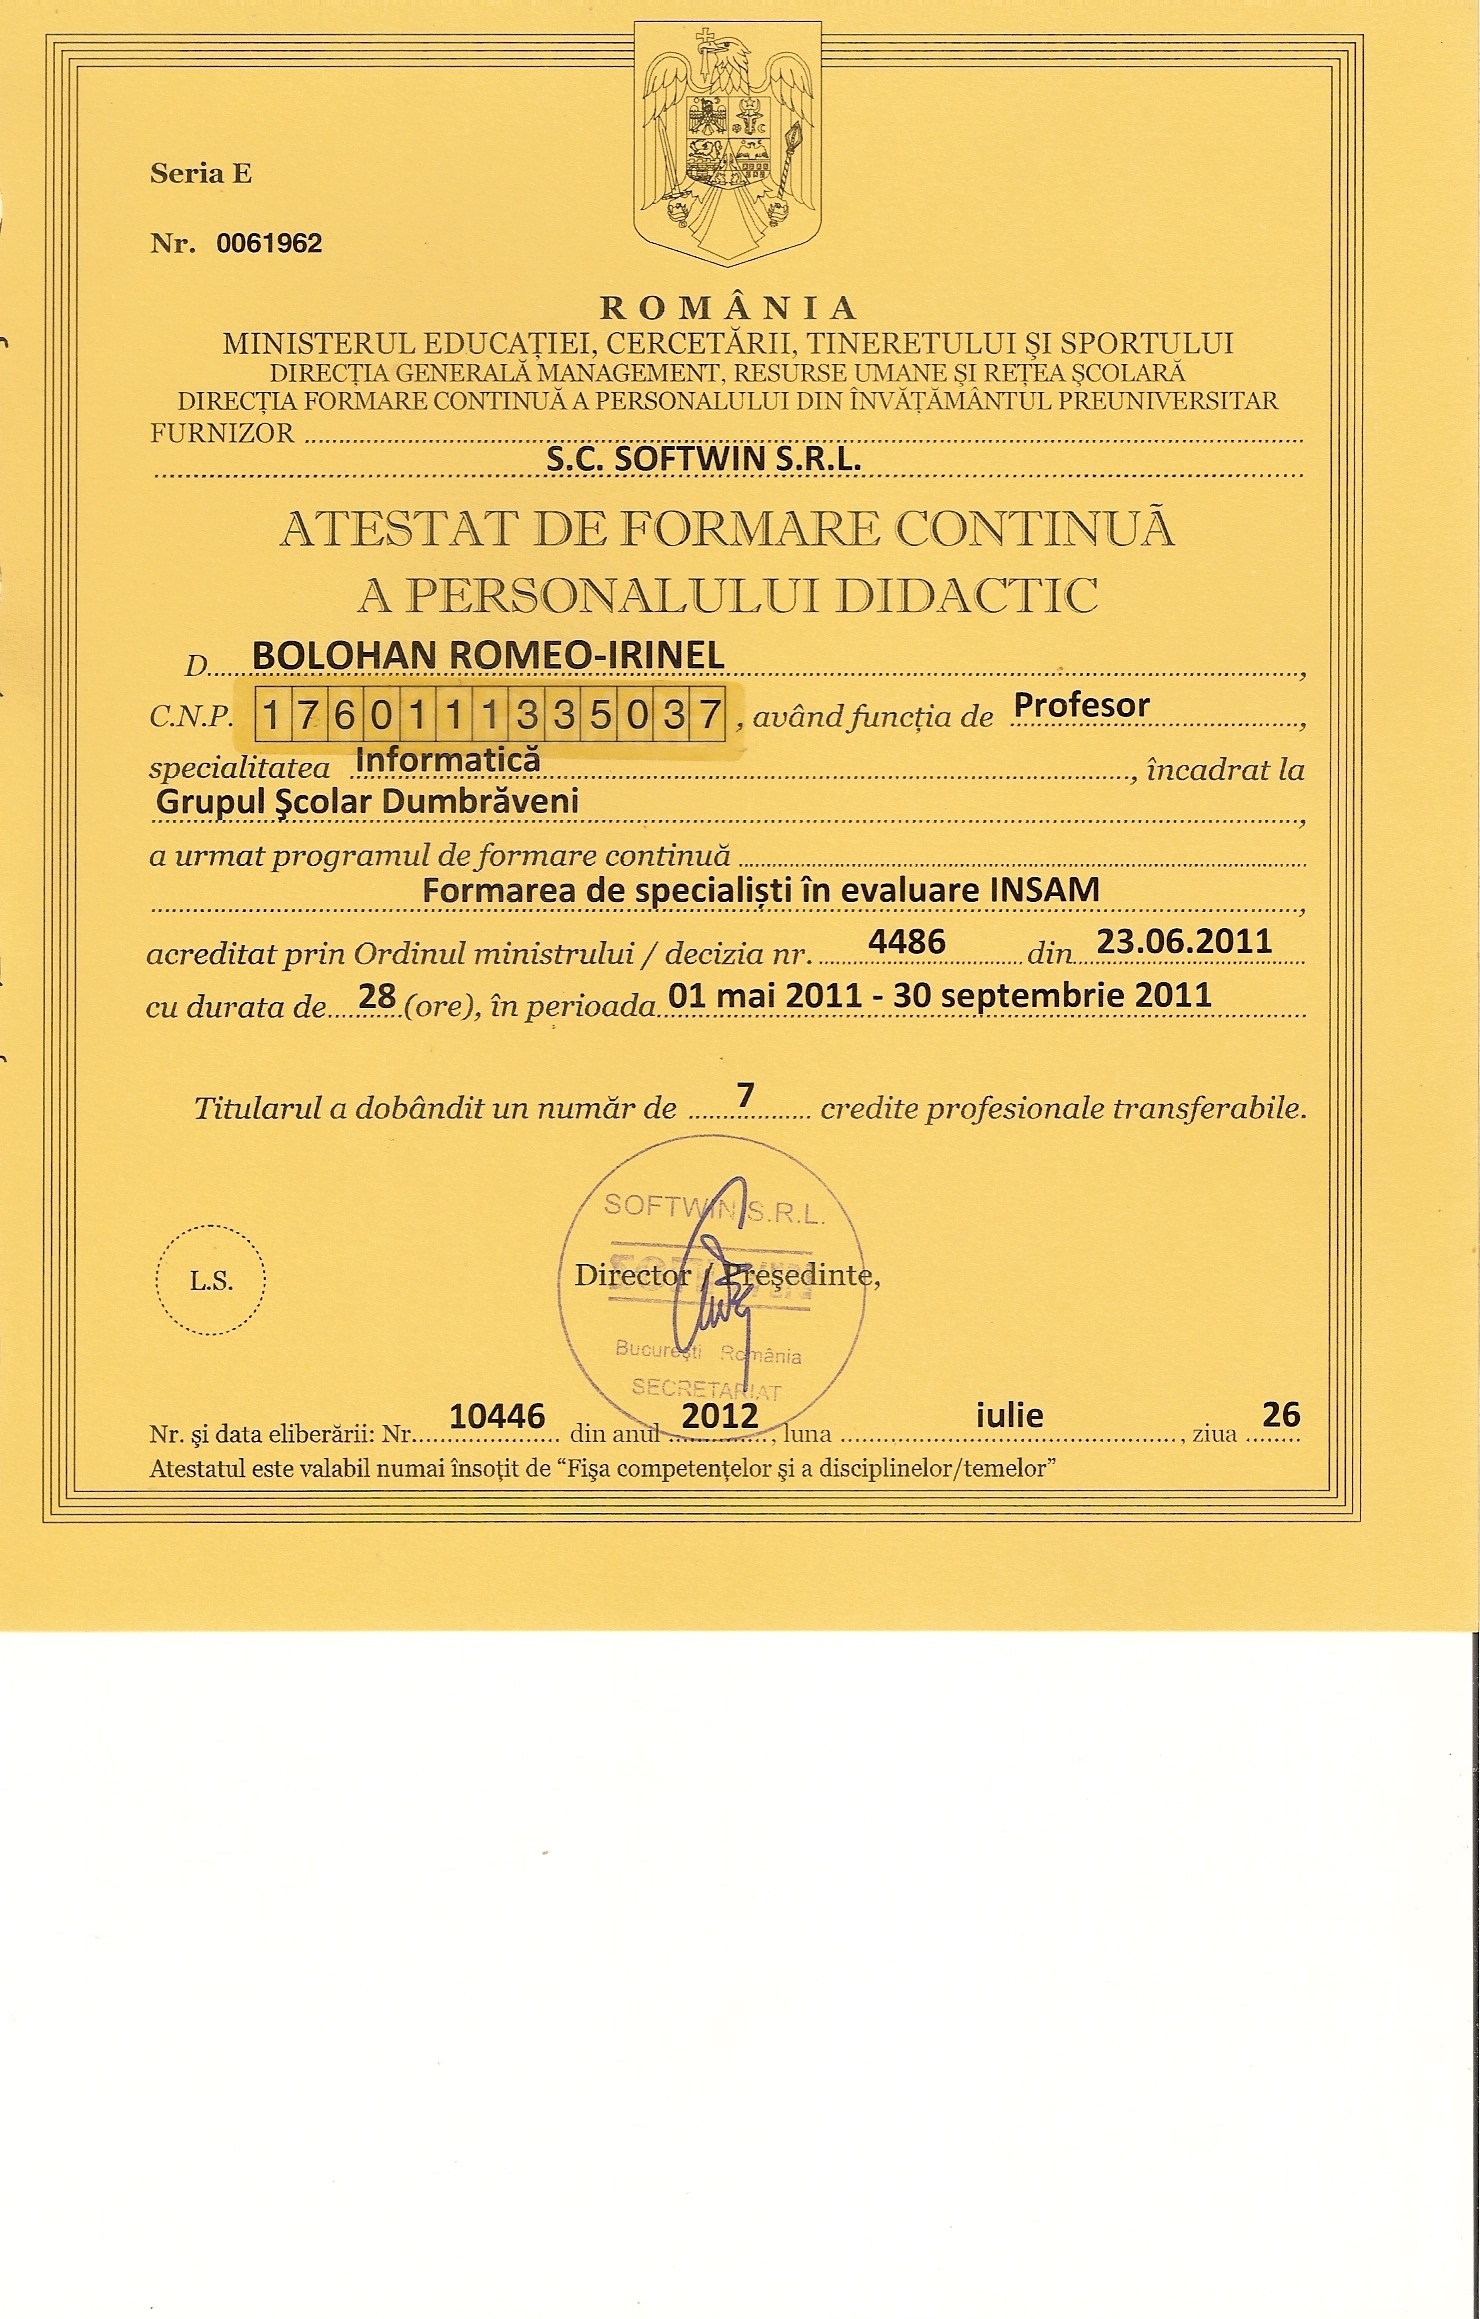 Seria E
Nr. 0061962
ROMÂNIA
MINISTERUL EDUCAŢIEI, CERCETĂRII, TINERETULUI ŞI SPORTULUI
DIRECŢIA GENERALĂ MANAGEMENT, RESURSE UMANE ŞI REŢEA ŞCOLARĂ
DIRECŢIA FORMARE CONTINUĂ A PERSONALULUI DIN ÎNVĂŢĂMÂNTUL PREUNIVERSITAR
FURNIZOR
S.C. SOFTWIN S.R.L.
ATESTAT DE FORMARE CONTINUĂ
A PERSONALULUI DIDACTIC
D. BOLOHAN ROMEO-IRINEL,
C.N.P. 1760111335037, având funcţia de Profesor,
specialitatea Informatică, încadrat la
Grupul Şcolar Dumbrăveni,
a urmat programul de formare continuă
Formarea de specialiști în evaluare INSAM,
acreditat prin Ordinul ministrului / decizia nr. 4486 din 23.06.2011
cu durata de 28 (ore), în perioada 01 mai 2011 - 30 septembrie 2011
Titularul a dobândit un număr de 7 credite profesionale transferabile.
SOFTWIN S.R.L.
L.S.
Director / Preşedinte,
SOFTWIN
Bucureşti România
SECRETARIAT
Nr. şi data eliberării: Nr. 10446 din anul 2012, luna iulie, ziua 26
Atestatul este valabil numai însoţit de “Fişa competenţelor şi a disciplinelor/temelor”